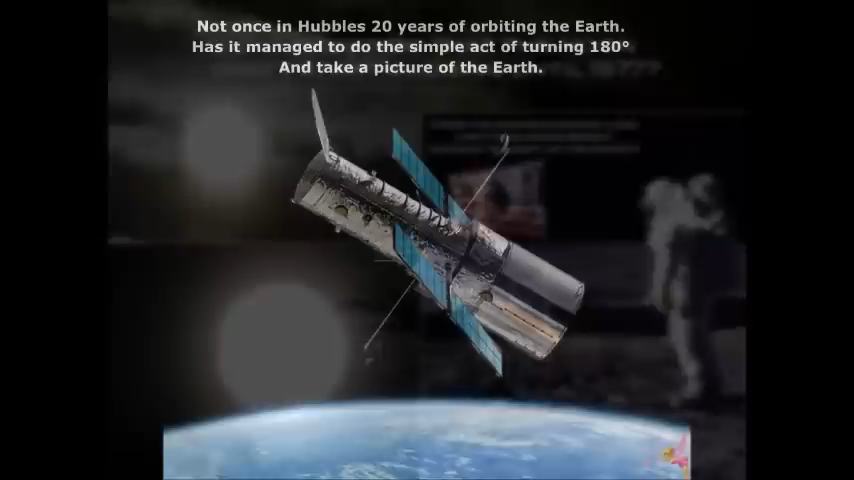 Not once in Hubbles 20 years of orbiting the Earth.
Has it managed to do the simple act of turning 180°
And take a picture of the Earth.